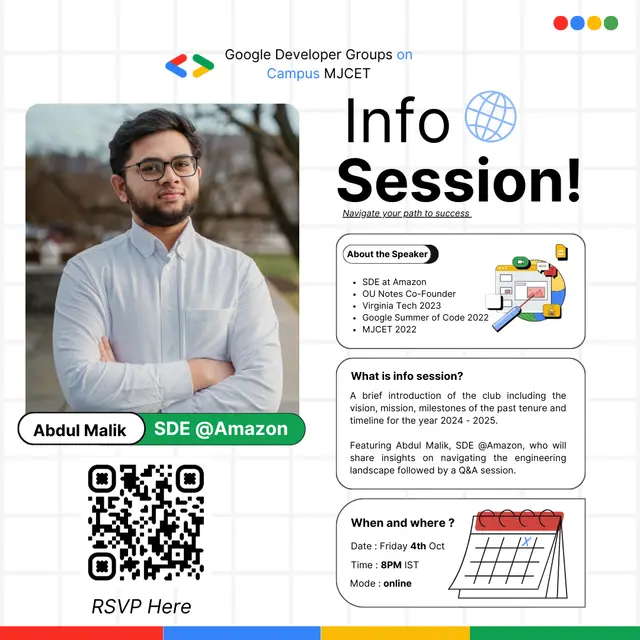 Google Developer Groups on
Campus MJCET
Info
Session!
Navigate your path to success
Abdul Malik
SDE @Amazon
RSVP Here
About the Speaker
SDE at Amazon
OU Notes Co-Founder
Virginia Tech 2023
Google Summer of Code 2022
MJCET 2022
What is info session?
A brief introduction of the club including the
vision, mission, milestones of the past tenure and
timeline for the year 2024 - 2025.
Featuring Abdul Malik, SDE @Amazon, who will
share insights on navigating the engineering
landscape followed by a Q&A session.
When and where ?
Date : Friday 4th Oct
Time : 8PM IST
Mode : online